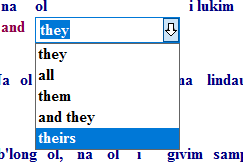 na ol i lukim
and they
they
all
ol, na lindau
them
and they
theirs
b'long ol, na ol i givim samp